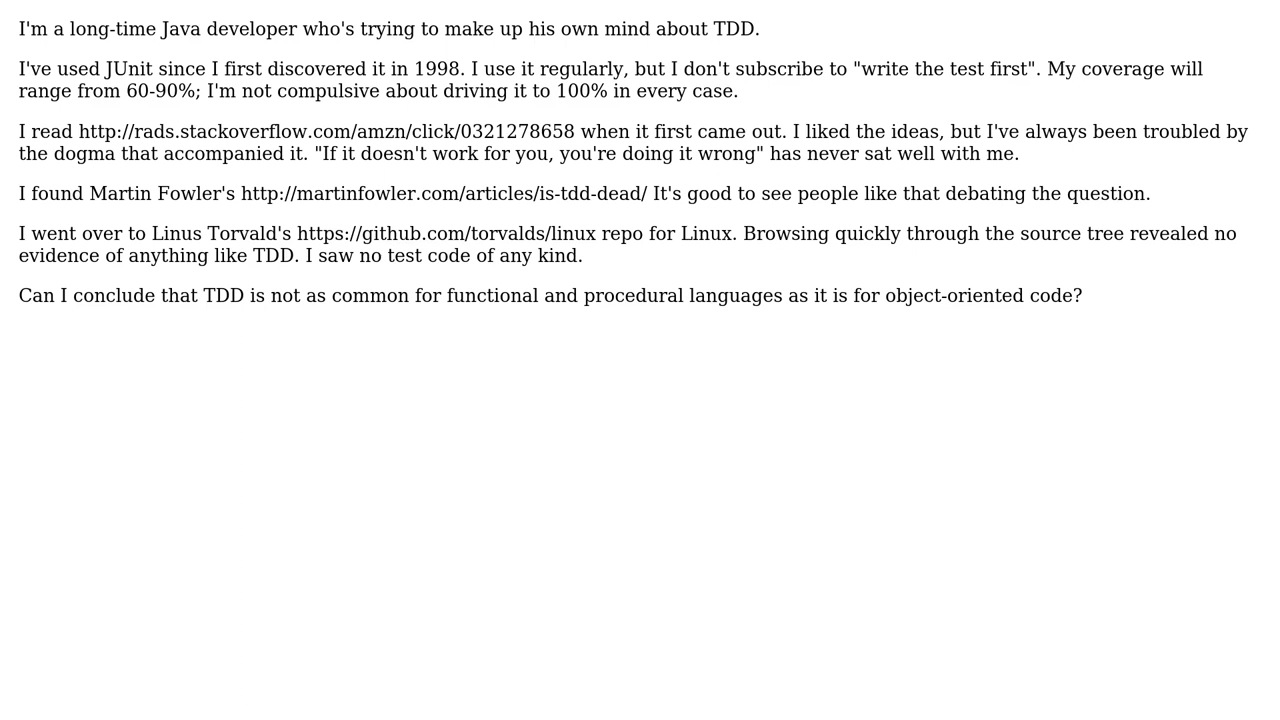 I'm a long-time Java developer who's trying to make up his own mind about TDD.
I've used JUnit since I first discovered it in 1998. I use it regularly, but I don't subscribe to "write the test first". My coverage will
range from 60-90%; I'm not compulsive about driving it to 100% in every case.
I read http://rads.stackoverflow.com/amzn/click/0321278658 when it first came out. I liked the ideas, but I've always been troubled by
the dogma that accompanied it. "If it doesn't work for you, you're doing it wrong" has never sat well with me.
I found Martin Fowler's http://martinfowler.com/articles/is-tdd-dead/ It's good to see people like that debating the question.
I went over to Linus Torvald's https://github.com/torvalds/linux repo for Linux. Browsing quickly through the source tree revealed no
evidence of anything like TDD. I saw no test code of any kind.
Can I conclude that TDD is not as common for functional and procedural languages as it is for object-oriented code?